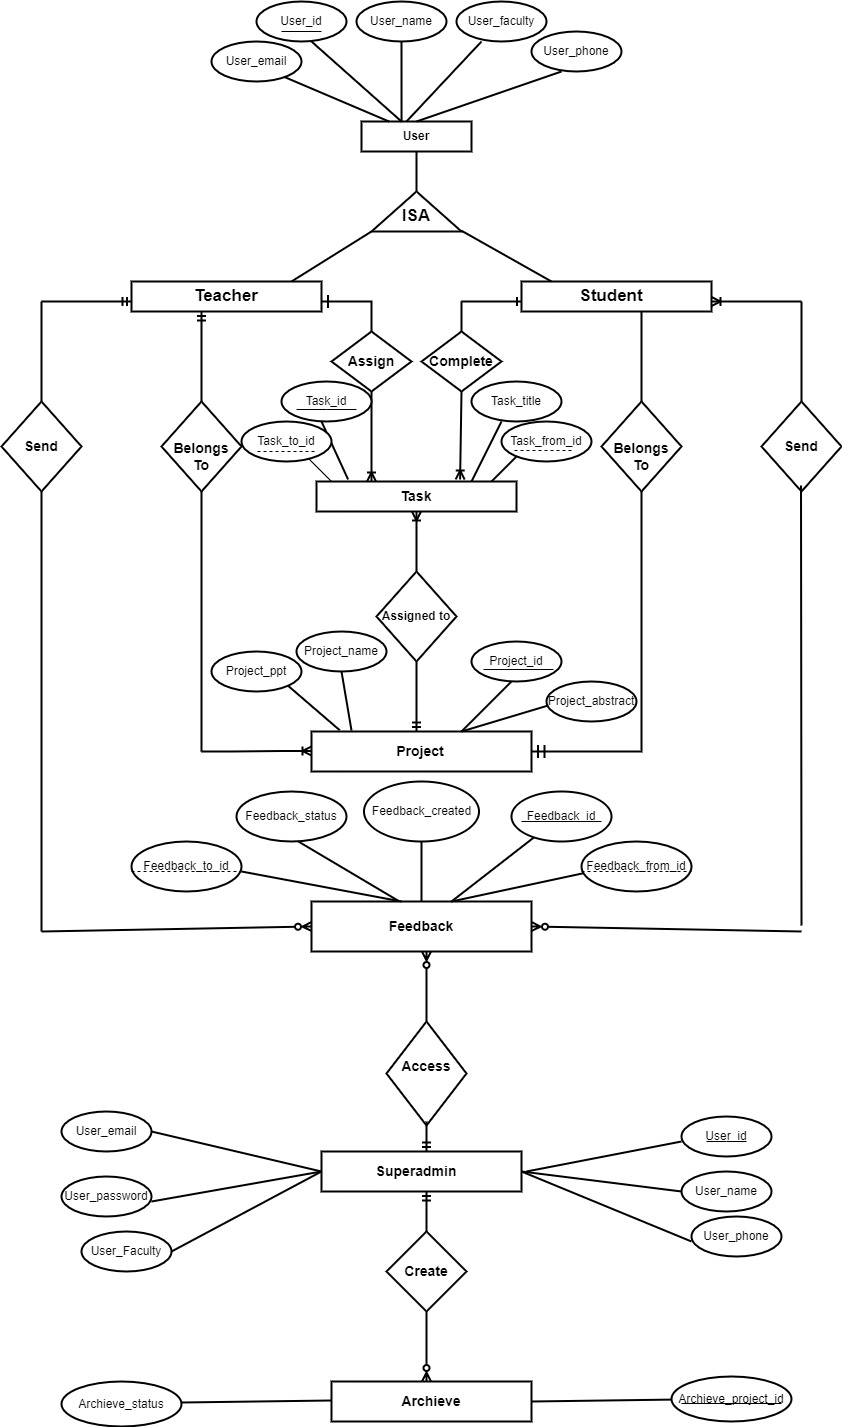 User_id
User_name
User_faculty
User_phone
User_email
User
ISA
Teacher
Student
Assign
Complete
Task_id
Task_title
Task_to_id
Task_from_id
Send
Belongs
To
Belongs
To
Send
Task
Assigned to
Project_name
Project_id
Project_ppt
Project_abstract
Project
Feedback_status
Feedback_created
Feedback_id
Feedback_to_id
Feedback_from_id
Feedback
Access
User_email
User_id
Superadmin
User_password
User_name
User_Faculty
User_phone
Create
Archieve_status
Archieve
Archieve_project_id